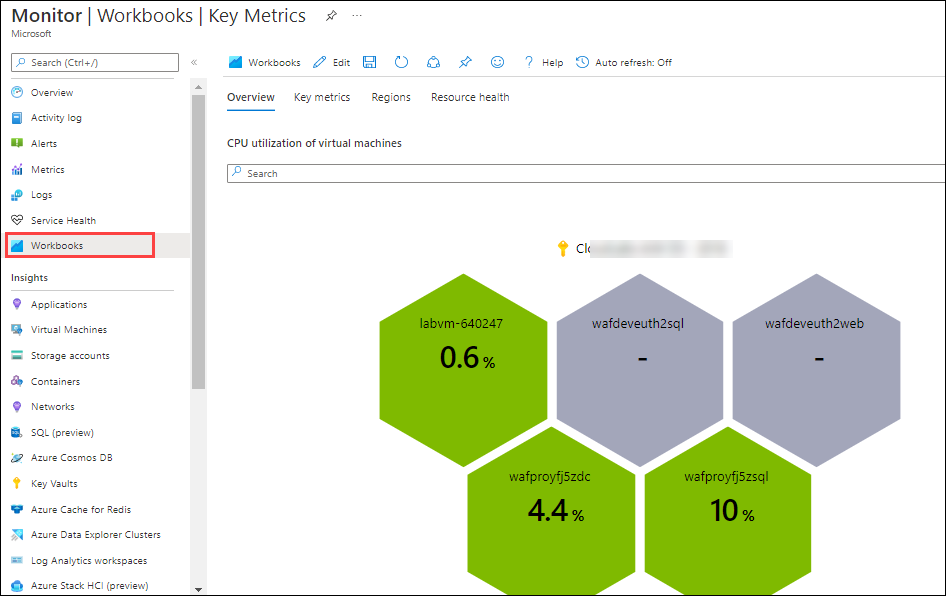 Monitor | Workbooks | Key Metrics ...
Microsoft
Search (Ctrl+/)
«
Overview
Activity log
Alerts
Metrics
Logs
Service Health
Workbooks
Insights
Applications
Virtual Machines
Storage accounts
Containers
Networks
SQL (preview)
Azure Cosmos DB
Key Vaults
Azure Cache for Redis
Azure Data Explorer Clusters
Log Analytics workspaces
Azure Stack HCI (preview)
Workbooks Edit ? Help Auto refresh: Off
Overview Key metrics Regions Resource health
CPU utilization of virtual machines
Search
labvm-640247
0.6 %
wafdeveuth2sql
-
wafdeveuth2web
-
wafproyfj5zdc
4.4 %
wafproyfj5zsql
10 %